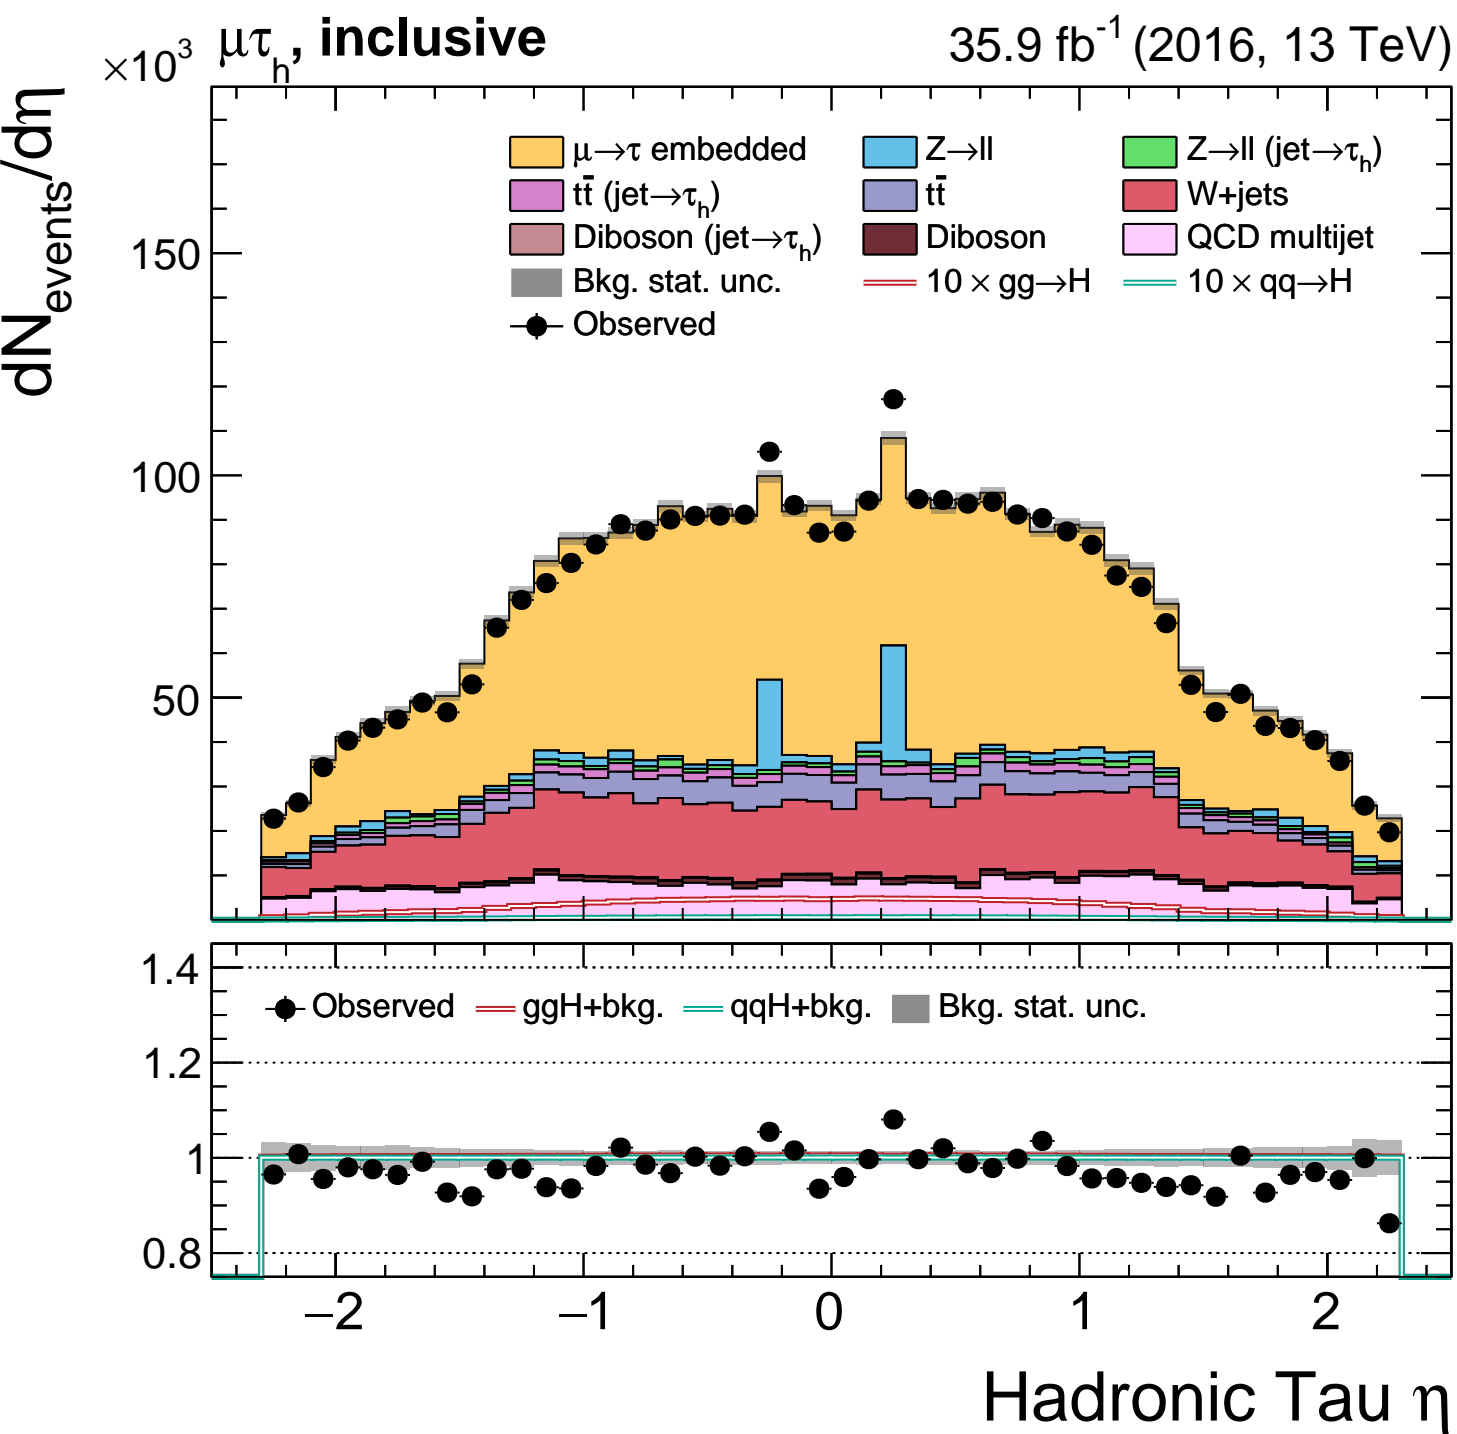 ×10³ μτₕ, inclusive 35.9 fb⁻¹ (2016, 13 TeV)
dN_events/dη
μ→τ embedded Z→ll Z→ll (jet→τₕ)
tt̄ (jet→τₕ) tt̄ W+jets
Diboson (jet→τₕ) Diboson QCD multijet
Bkg. stat. unc. 10 × gg→H 10 × qq→H
Observed
150
100
50
1.4
Observed ggH+bkg. qqH+bkg. Bkg. stat. unc.
1.2
1
0.8
−2 −1 0 1 2
Hadronic Tau η